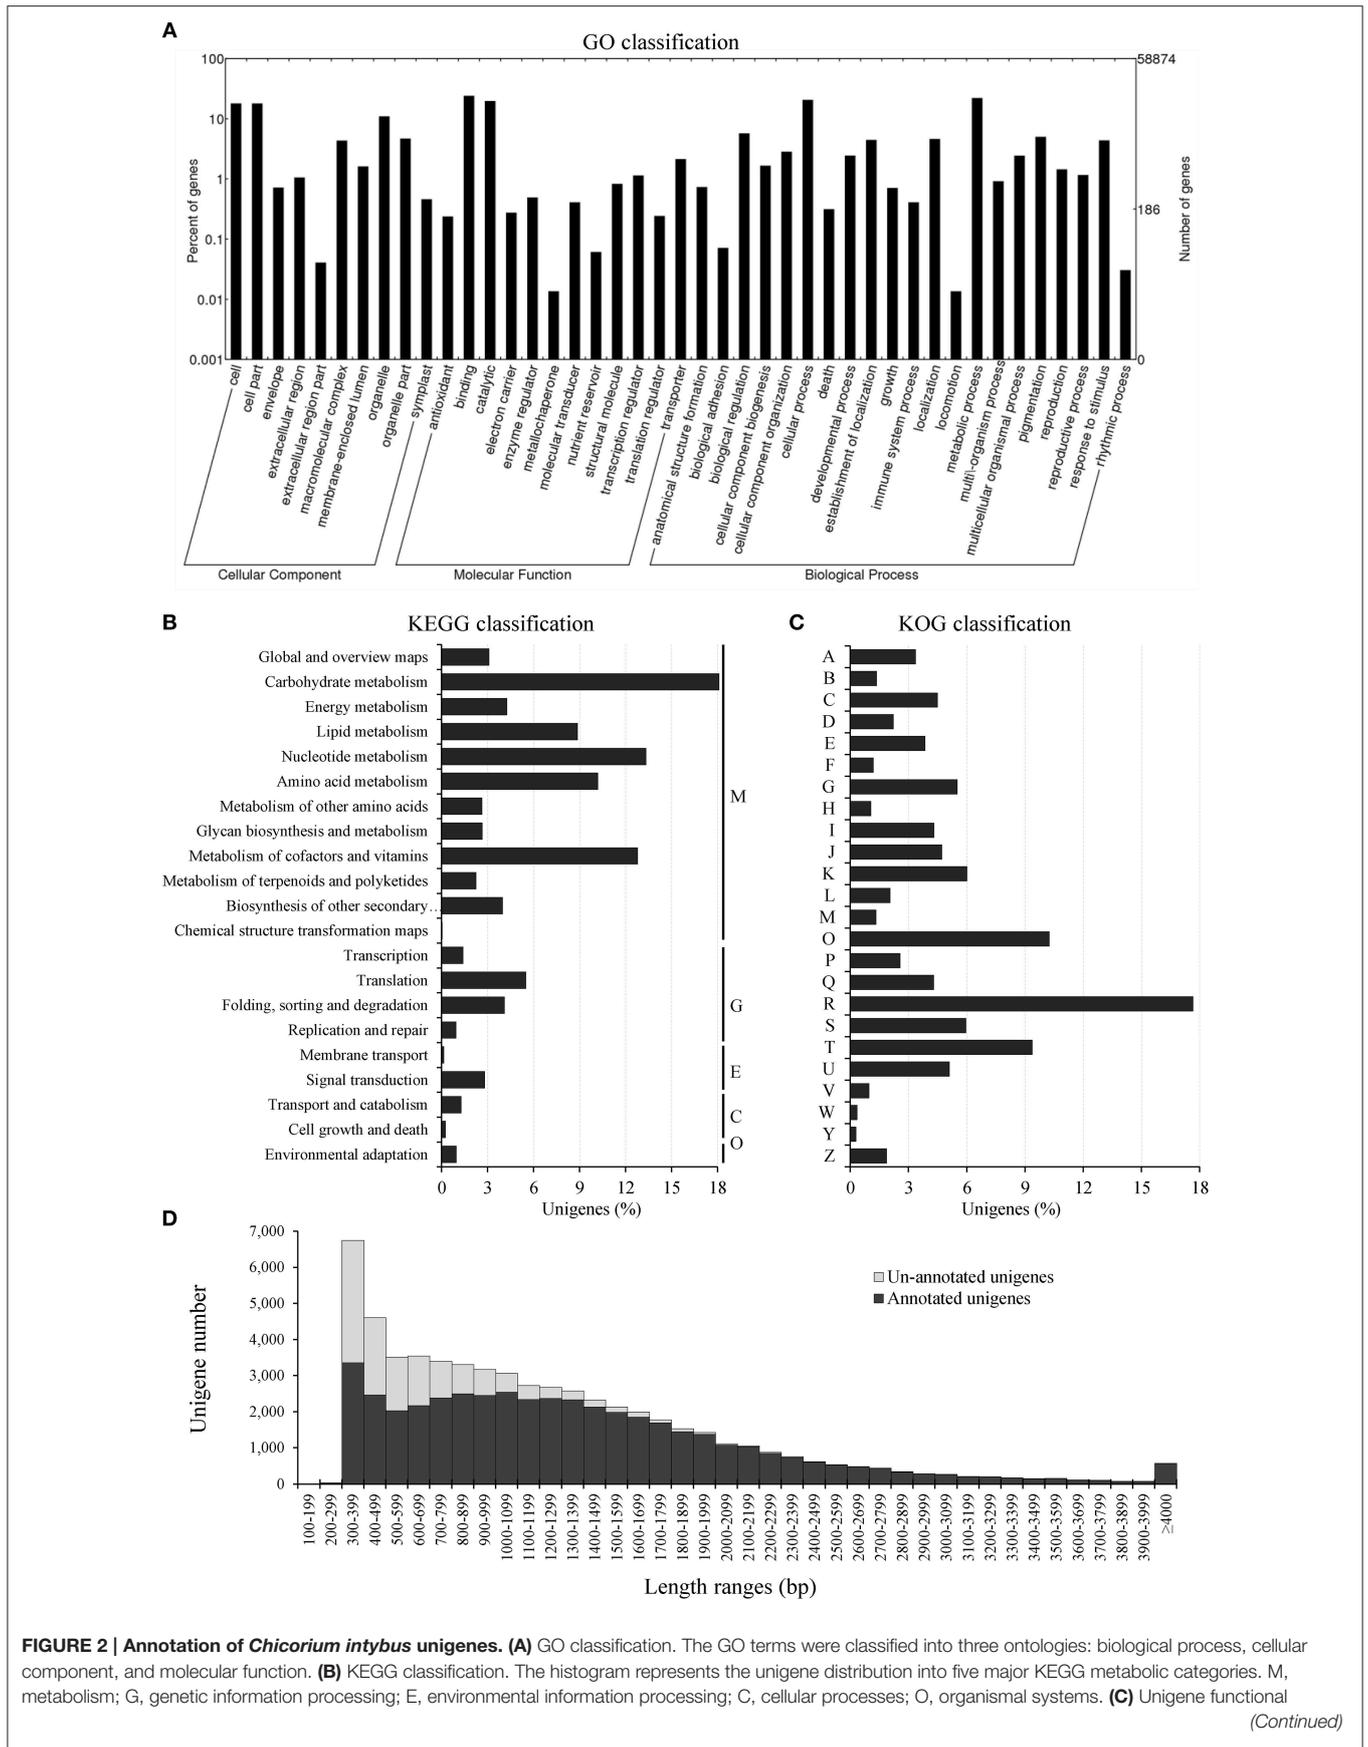 A
GO classification
100
10
1
0.1
0.01
0.001
Percent of genes
58874
186
0
Number of genes
cell
cell part
envelope
extracellular region
extracellular region part
macromolecular complex
membrane-enclosed lumen
organelle
organelle part
symplast
antioxidant
binding
catalytic
electron carrier
enzyme regulator
metallochaperone
molecular transducer
nutrient reservoir
structural molecule
transcription regulator
translation regulator
transporter
anatomical structure formation
biological adhesion
biological regulation
cellular component biogenesis
cellular component organization
cellular process
death
developmental process
establishment of localization
growth
immune system process
localization
locomotion
metabolic process
multi\-organism process
multicellular organismal process
pigmentation
reproduction
reproductive process
response to stimulus
rhythmic process
Cellular Component
Molecular Function
Biological Process
B
KEGG classification
Global and overview maps
Carbohydrate metabolism
Energy metabolism
Lipid metabolism
Nucleotide metabolism
Amino acid metabolism
Metabolism of other amino acids
Glycan biosynthesis and metabolism
Metabolism of cofactors and vitamins
Metabolism of terpenoids and polyketides
Biosynthesis of other secondary…
Chemical structure transformation maps
Transcription
Translation
Folding, sorting and degradation
Replication and repair
Membrane transport
Signal transduction
Transport and catabolism
Cell growth and death
Environmental adaptation
M
G
E
C
O
0 3 6 9 12 15 18
Unigenes (%)
C
KOG classification
A
B
C
D
E
F
G
H
I
J
K
L
M
O
P
Q
R
S
T
U
V
W
Y
Z
0 3 6 9 12 15 18
Unigenes (%)
D
7,000
6,000
5,000
4,000
3,000
2,000
1,000
0
Unigene number
Un-annotated unigenes
Annotated unigenes
100-199
200-299
300-399
400-499
500-599
600-699
700-799
800-899
900-999
1000-1099
1100-1199
1200-1299
1300-1399
1400-1499
1500-1599
1600-1699
1700-1799
1800-1899
1900-1999
2000-2099
2100-2199
2200-2299
2300-2399
2400-2499
2500-2599
2600-2699
2700-2799
2800-2899
2900-2999
3000-3099
3100-3199
3200-3299
3300-3399
3400-3499
3500-3599
3600-3699
3700-3799
3800-3899
3900-3999
≥4000
Length ranges (bp)
FIGURE 2 | Annotation of Chicorium intybus unigenes. (A) GO classification. The GO terms were classified into three ontologies: biological process, cellular
component, and molecular function. (B) KEGG classification. The histogram represents the unigene distribution into five major KEGG metabolic categories. M,
metabolism; G, genetic information processing; E, environmental information processing; C, cellular processes; O, organismal systems. (C) Unigene functional
(Continued)